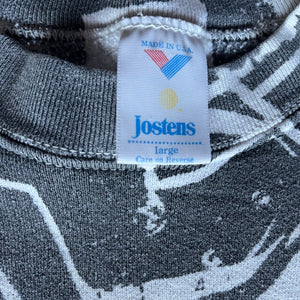 MADE IN U.S.A.
Jostens
Large
Care on Reverse